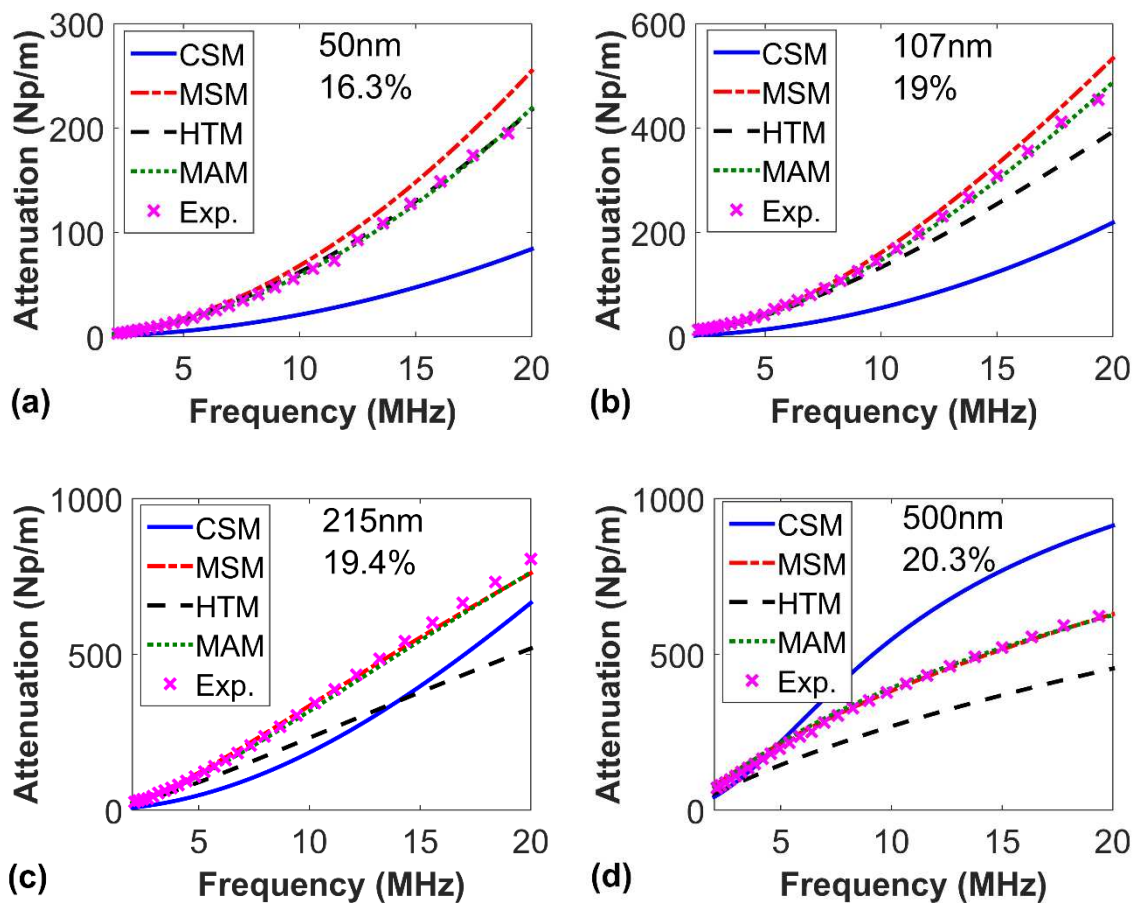 300
200
100
0
Attenuation (Np/m)
CSM
MSM
HTM
MAM
Exp.
50nm
16.3%
5 10 15 20
(a)
Frequency (MHz)
600
400
200
0
Attenuation (Np/m)
CSM
MSM
HTM
MAM
Exp.
107nm
19%
5 10 15 20
(b)
Frequency (MHz)
1000
500
0
Attenuation (Np/m)
CSM
MSM
HTM
MAM
Exp.
215nm
19.4%
5 10 15 20
(c)
Frequency (MHz)
1000
500
0
Attenuation (Np/m)
CSM
MSM
HTM
MAM
Exp.
500nm
20.3%
5 10 15 20
(d)
Frequency (MHz)